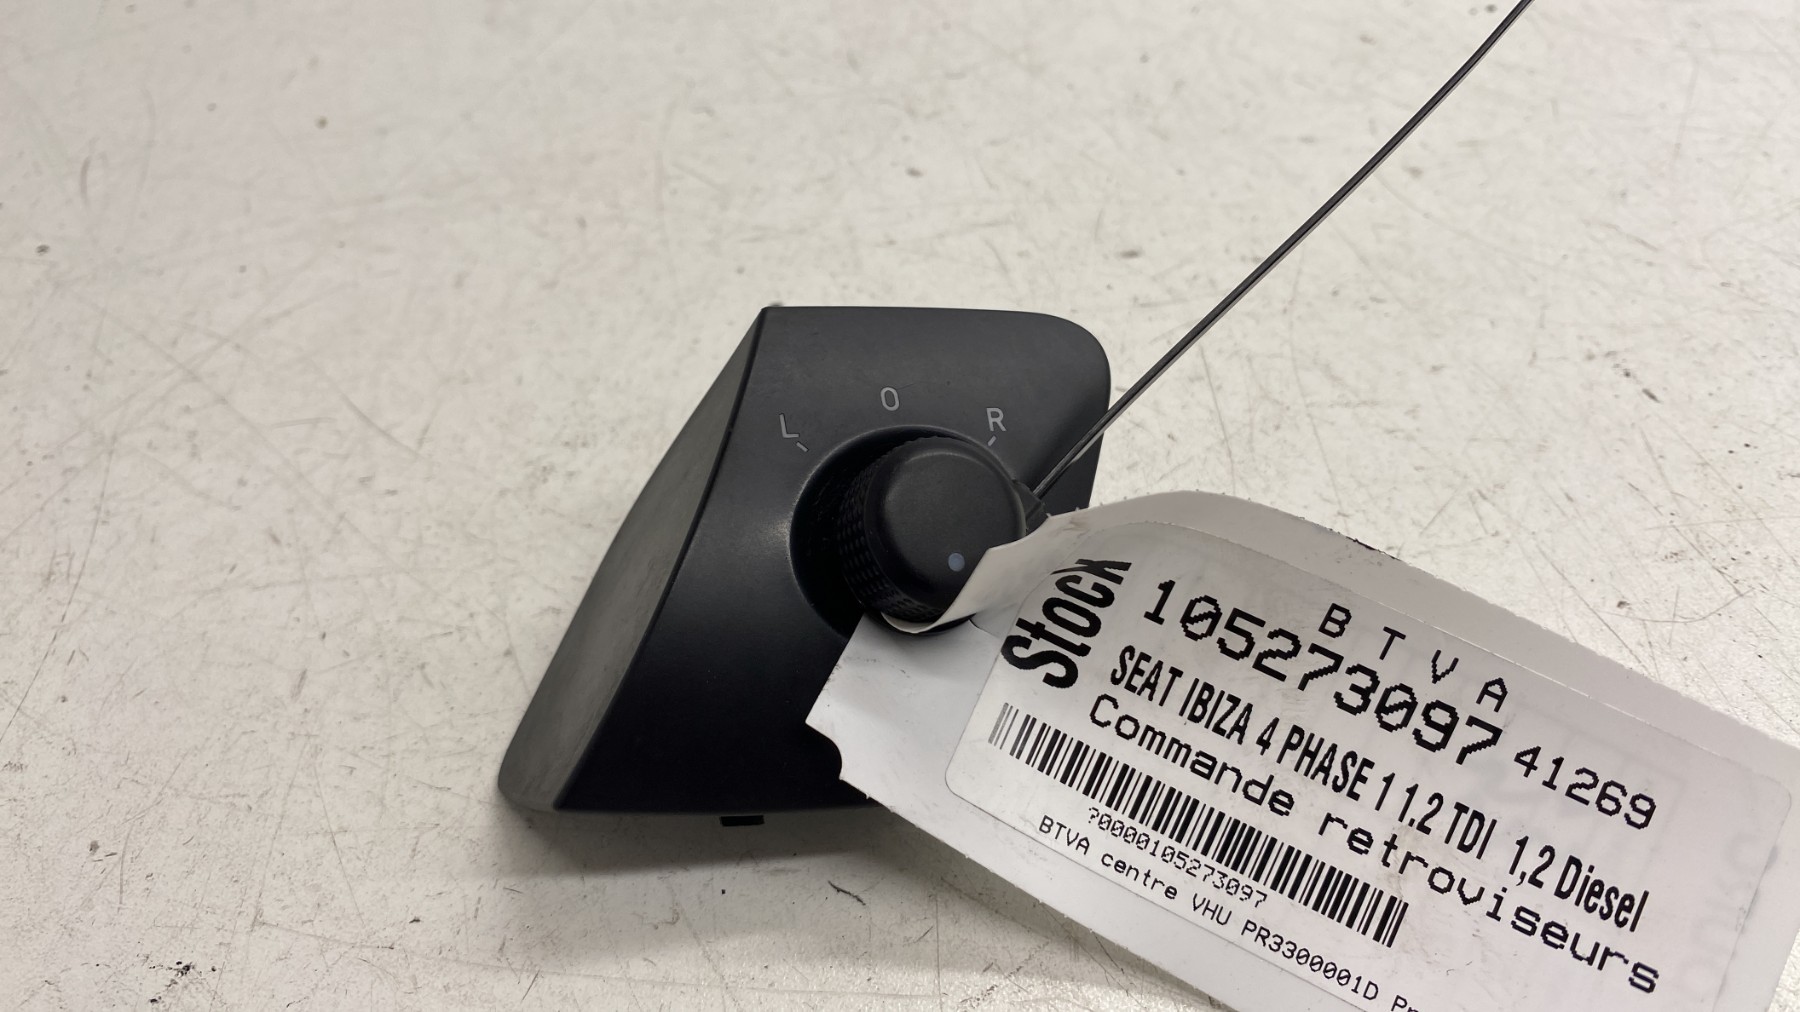 L O R
Stock
B T V A
105273097 41269
SEAT IBIZA 4 PHASE 1 1.2 TDI 1,2 Diesel
Commande retroviseurs
?0000105273097
BTVA centre VHU PR3300001D